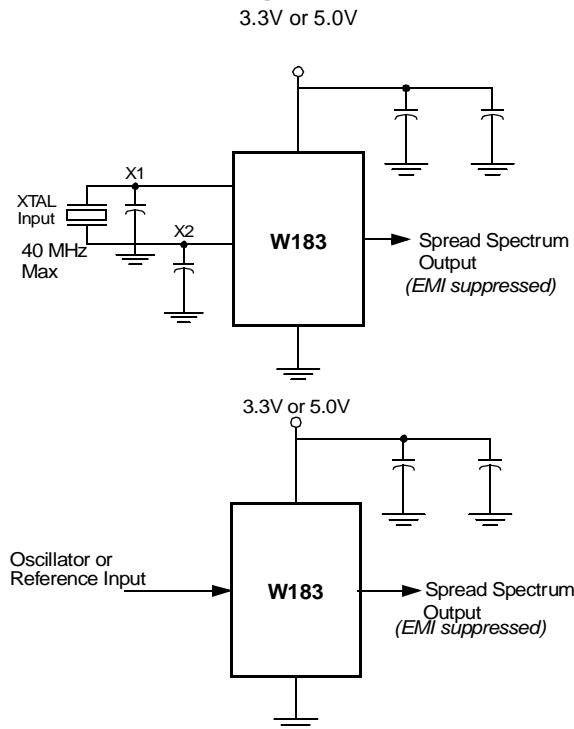 3.3V or 5.0V
X1
XTAL
Input
X2
40 MHz
Max
W183
Spread Spectrum
Output
(EMI suppressed)
3.3V or 5.0V
Oscillator or
Reference Input
W183
Spread Spectrum
Output
(EMI suppressed)